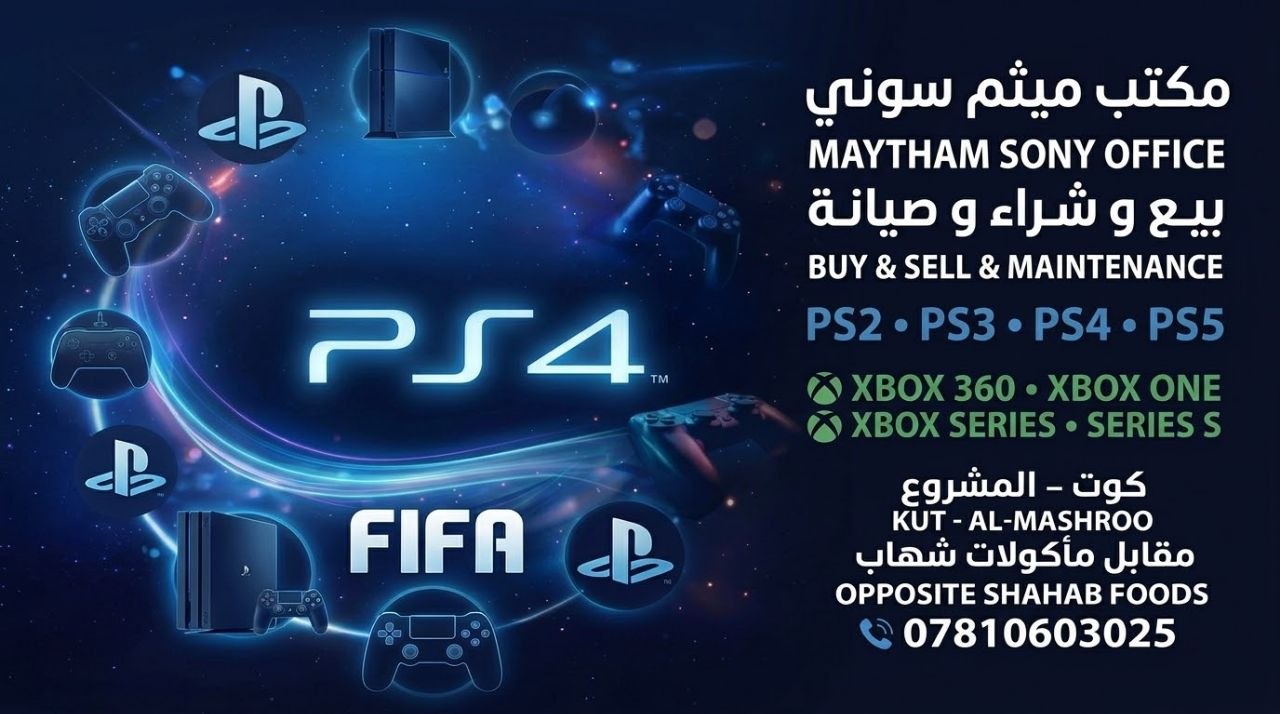 مكتب ميثم سوني
MAYTHAM SONY OFFICE
بيع و شراء و صيانة
BUY & SELL & MAINTENANCE
PS2 • PS3 • PS4 • PS5
XBOX 360 • XBOX ONE
XBOX SERIES • SERIES S
كوت – المشروع
KUT - AL-MASHROO
مقابل مأكولات شهاب
OPPOSITE SHAHAB FOODS
07810603025
PS4™
FIFA